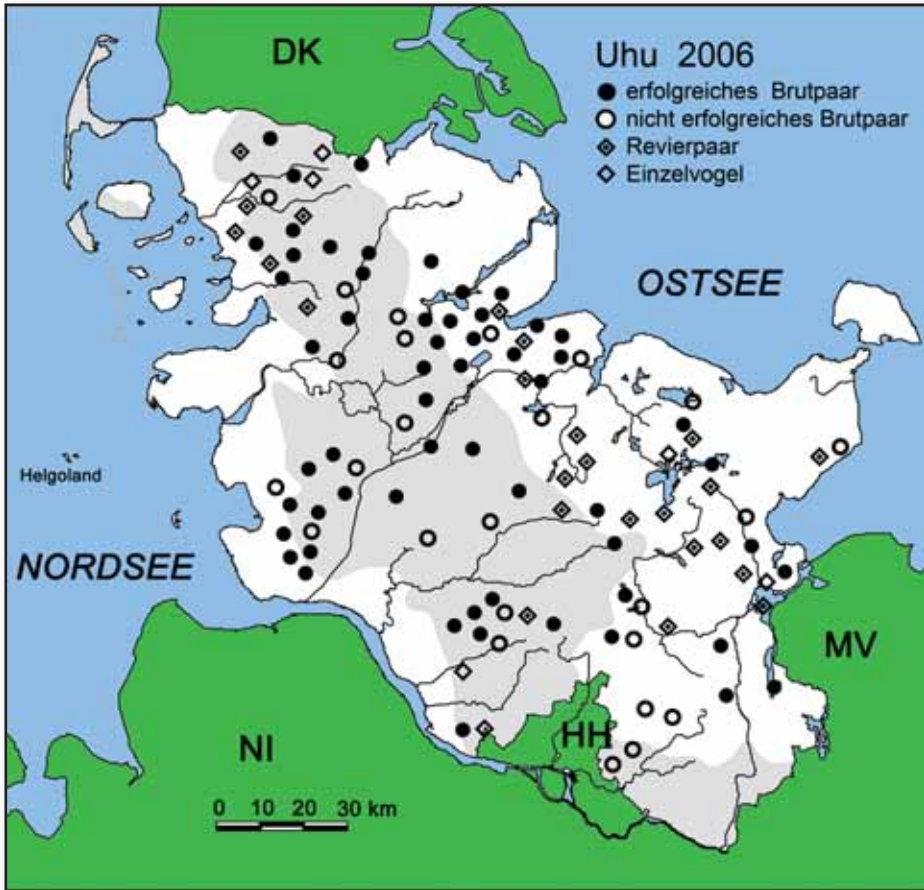 DK
Uhu 2006
erfolgreiches Brutpaar
nicht erfolgreiches Brutpaar
Revierpaar
Einzelvogel
OSTSEE
Helgoland
NORDSEE
MV
HH
NI
0 10 20 30 km